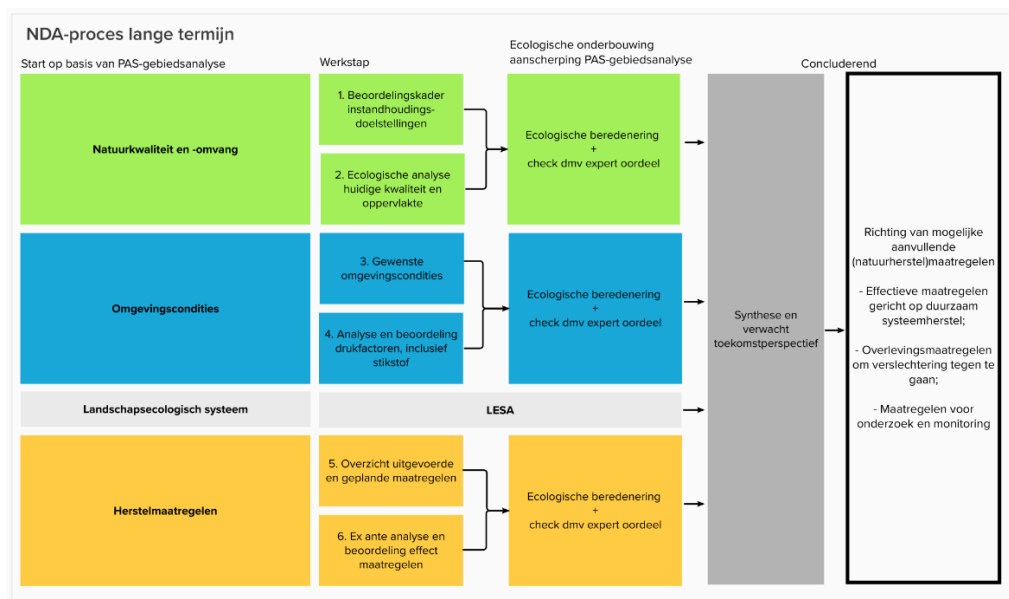 NDA-proces lange termijn
Start op basis van PAS-gebiedsanalyse
Werkstap
Ecologische onderbouwing
aanscherping PAS-gebiedsanalyse
Concluderend
Natuurkwaliteit en -omvang
1. Beoordelingskader
instandhoudings-
doelstellingen
2. Ecologische analyse
huidige kwaliteit en
oppervlakte
Ecologische beredenering
+
check dmv expert oordeel
Omgevingscondities
3. Gewenste
omgevingscondities
4. Analyse en beoordeling
drukfactoren, inclusief
stikstof
Ecologische beredenering
+
check dmv expert oordeel
Landschapsecologisch systeem
LESA
Herstelmaatregelen
5. Overzicht uitgevoerde
en geplande maatregelen
6. Ex ante analyse en
beoordeling effect
maatregelen
Ecologische beredenering
+
check dmv expert oordeel
Synthese en
verwacht
toekomstperspectief
Richting van mogelijke
aanvullende
(natuurherstel)maatregelen
- Effectieve maatregelen
gericht op duurzaam
systeemherstel;
- Overlevingsmaatregelen
om verslechtering tegen te
gaan;
- Maatregelen voor
onderzoek en monitoring